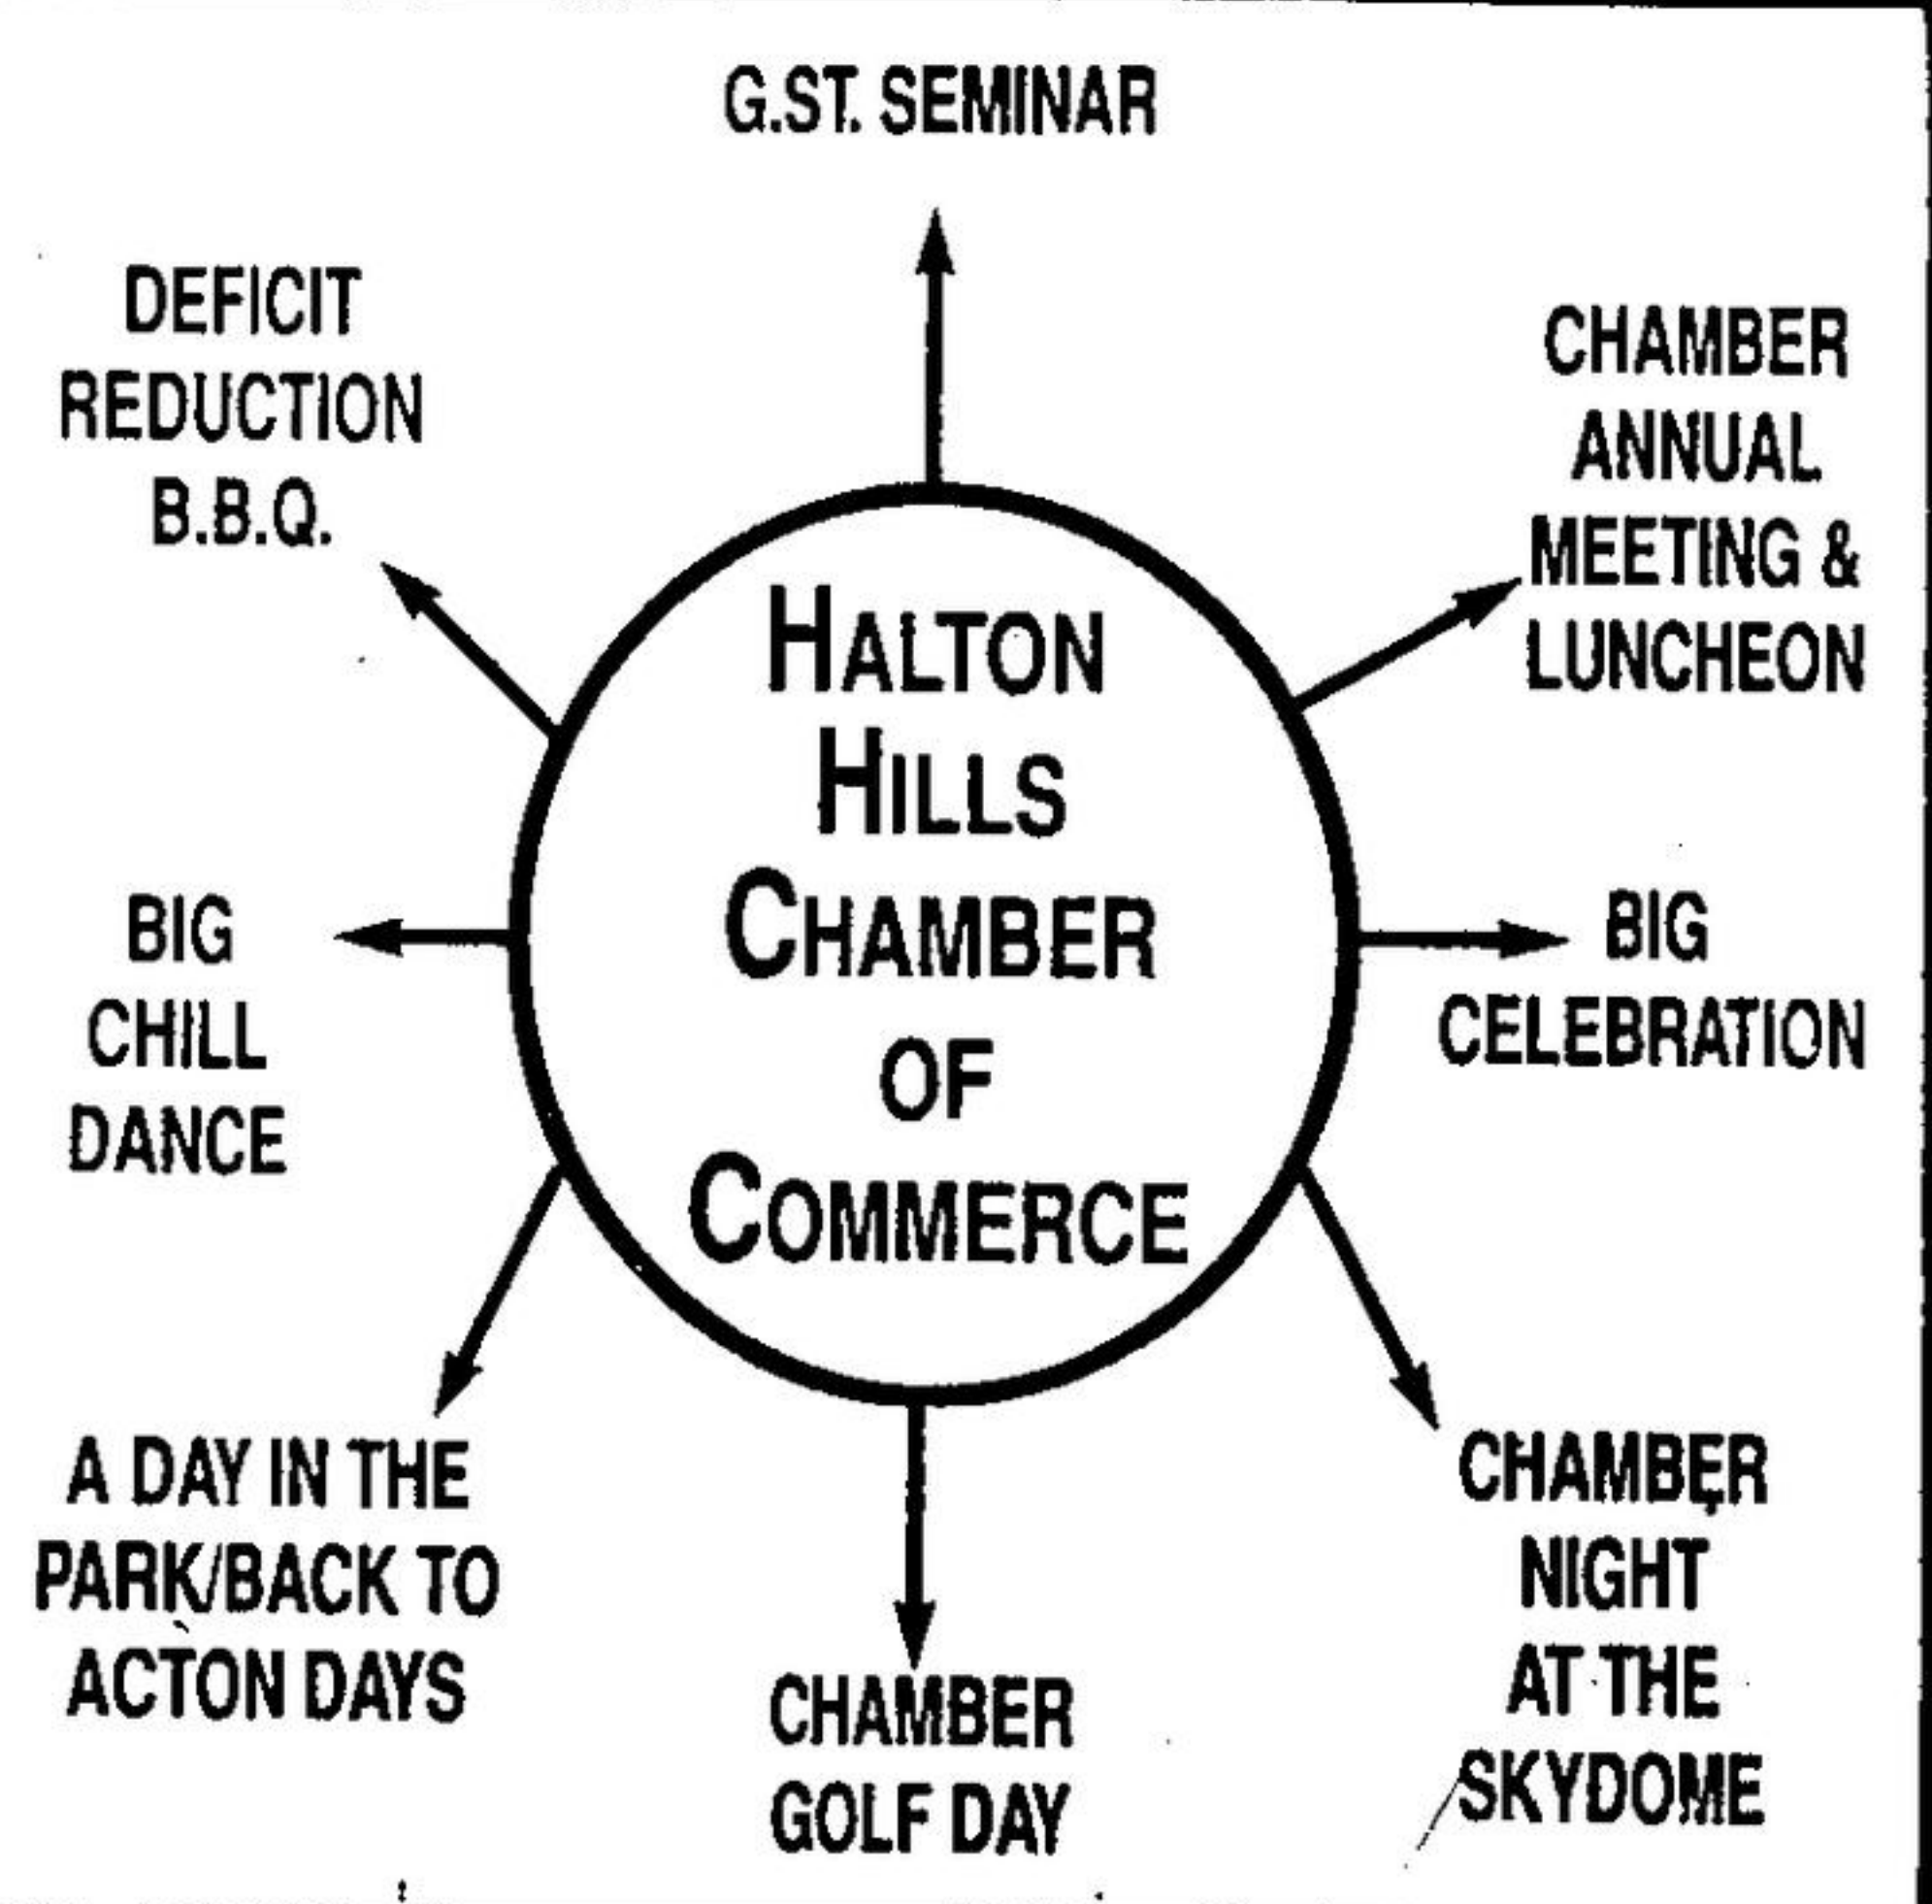 G.ST. SEMINAR
DEFICIT
REDUCTION
B.B.Q.
CHAMBER
ANNUAL
MEETING &
LUNCHEON
HALTON
HILLS
CHAMBER
OF
COMMERCE
BIG
CHILL
DANCE
BIG
CELEBRATION
A DAY IN THE
PARK/BACK TO
ACTON DAYS
CHAMBER
GOLF DAY
CHAMBER
NIGHT
AT THE
SKYDOME